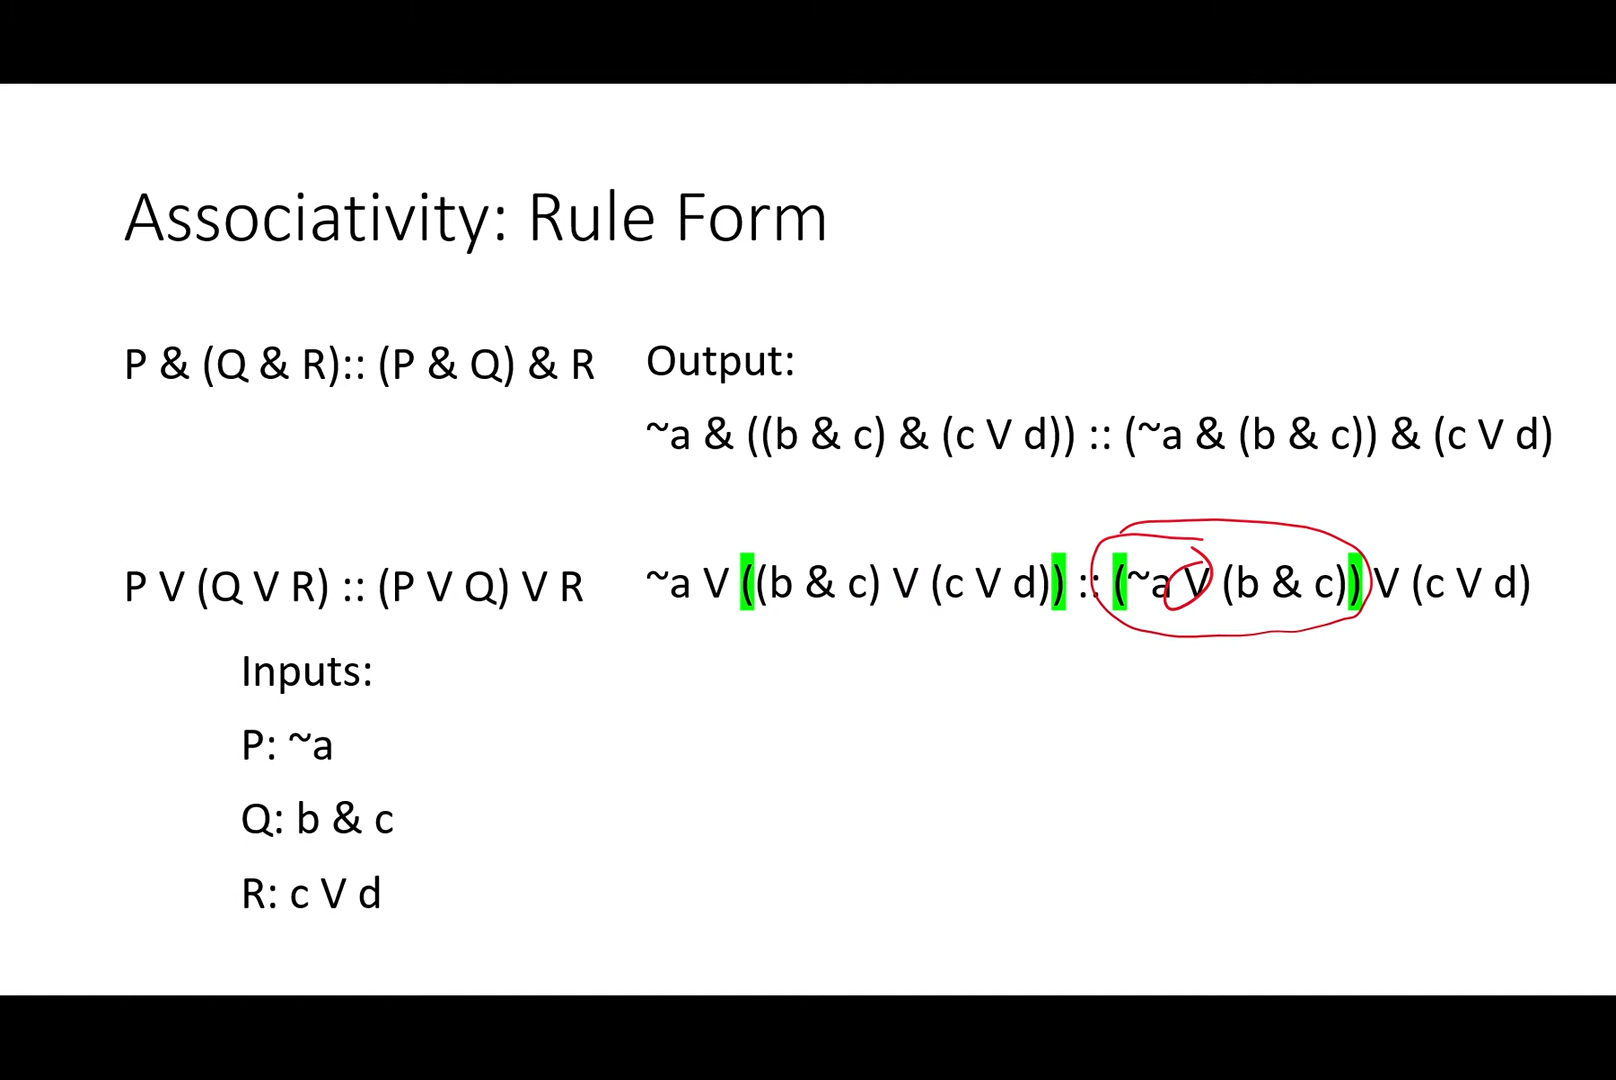 Associativity: Rule Form
P & (Q & R):: (P & Q) & R
Output:
~a & ((b & c) & (c V d)) :: (~a & (b & c)) & (c V d)
P V (Q V R) :: (P V Q) V R
~a V ((b & c) V (c V d)) :: (~a V (b & c)) V (c V d)
Inputs:
P: ~a
Q: b & c
R: c V d